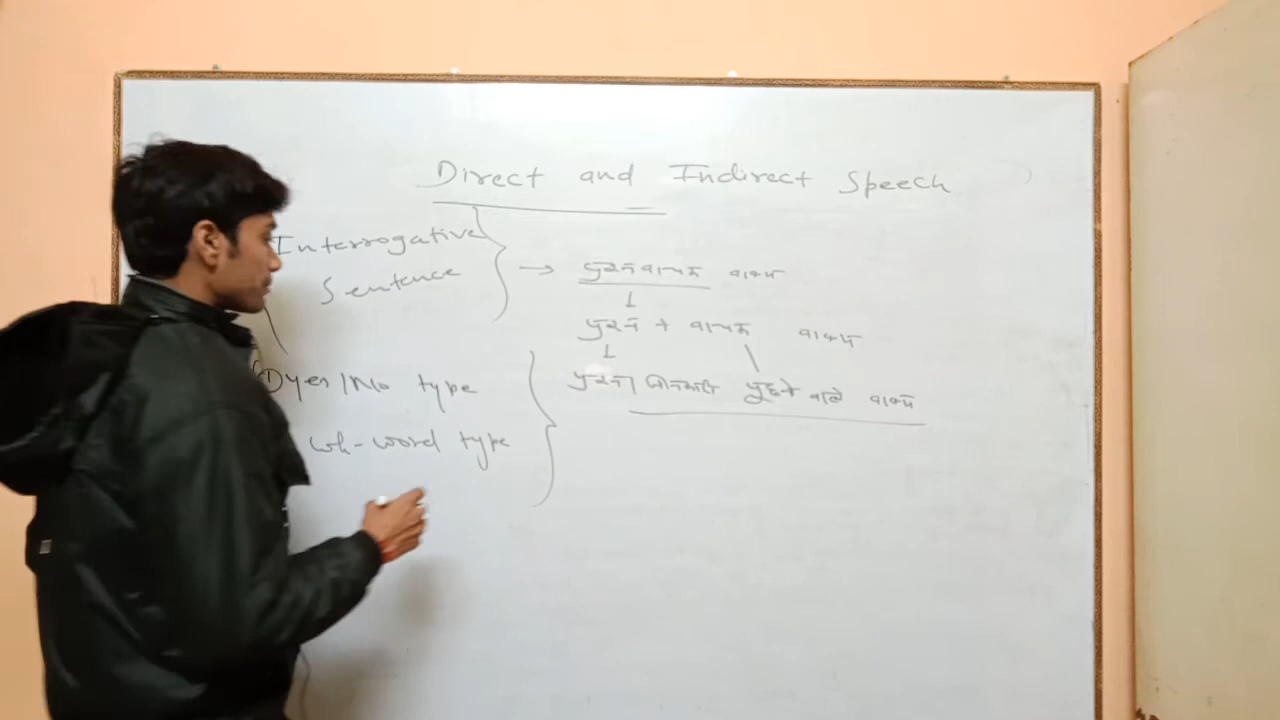 Direct and Indirect Speech
Interrogative
Sentence
→ प्रश्नवाचक वाक्य
प्रश्न + वाचक वाक्य
प्रश्न / जानकारी पुछने वाले वाक्य
yes/No type
wh-word type